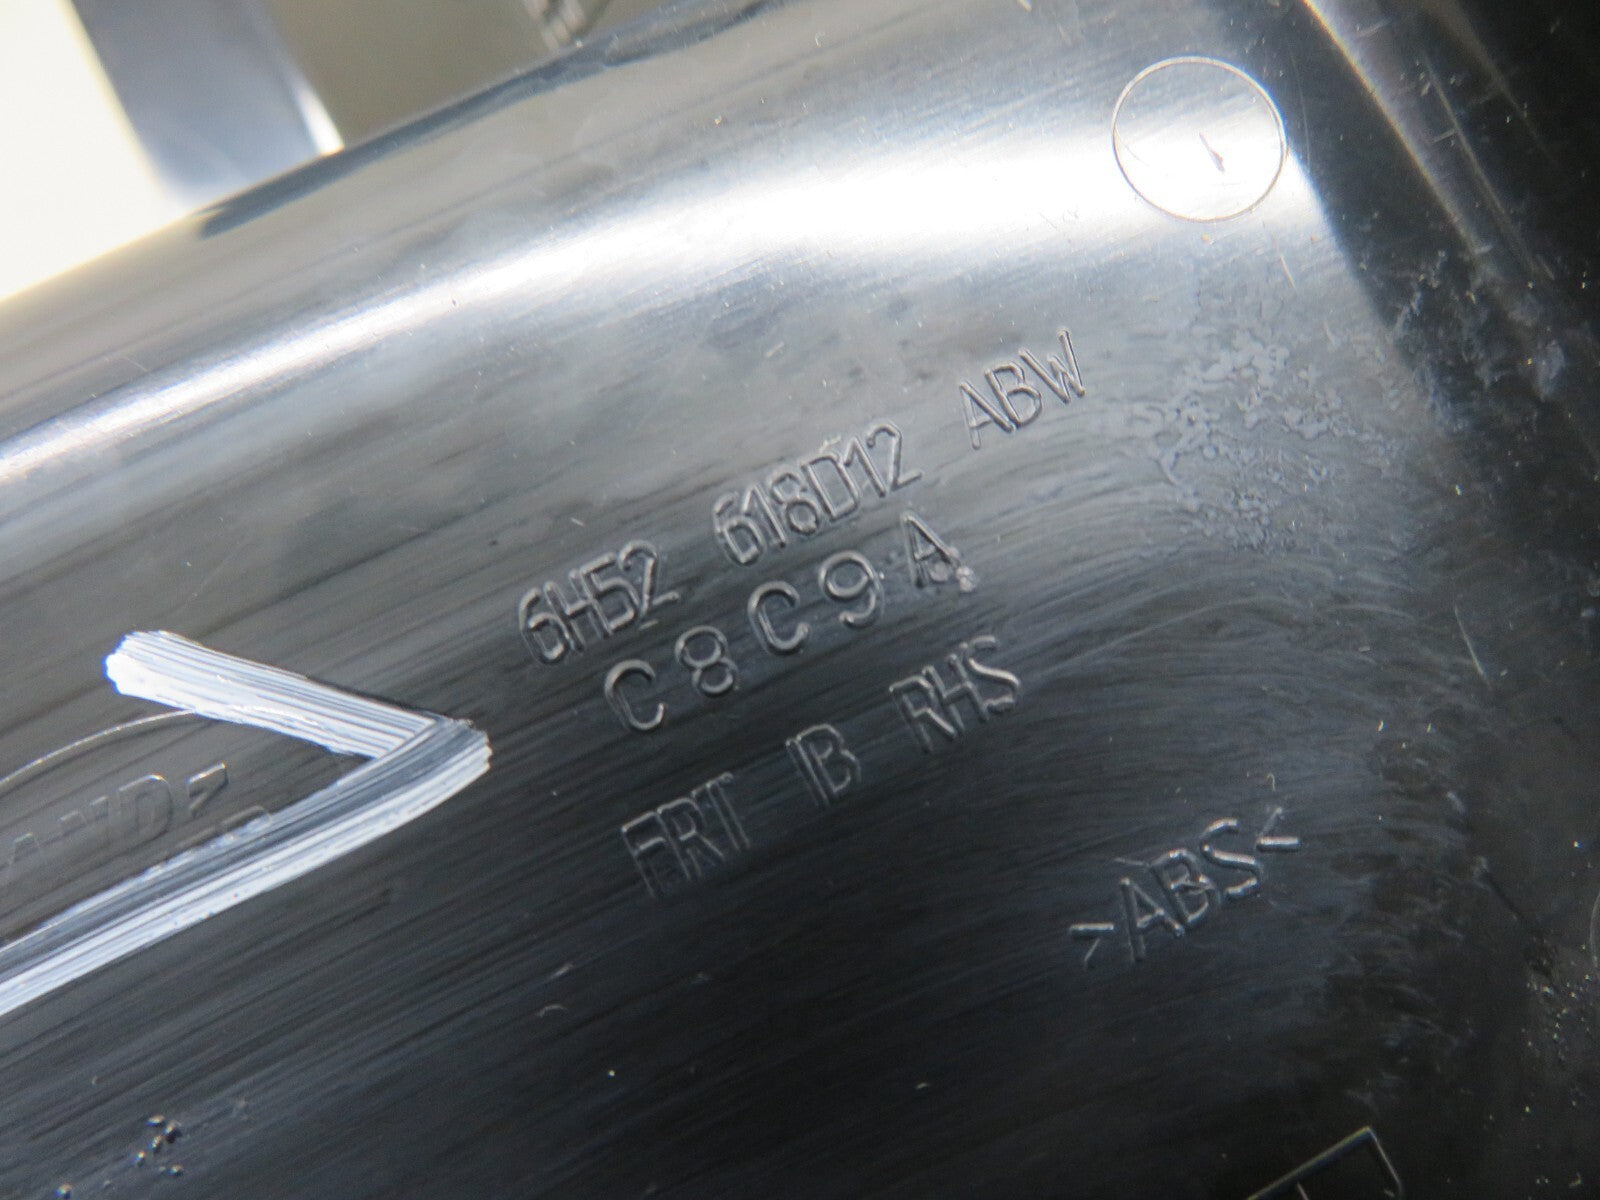 6H52 618D12 ABW
C8C9A
FRT IB RHS
>ABS<